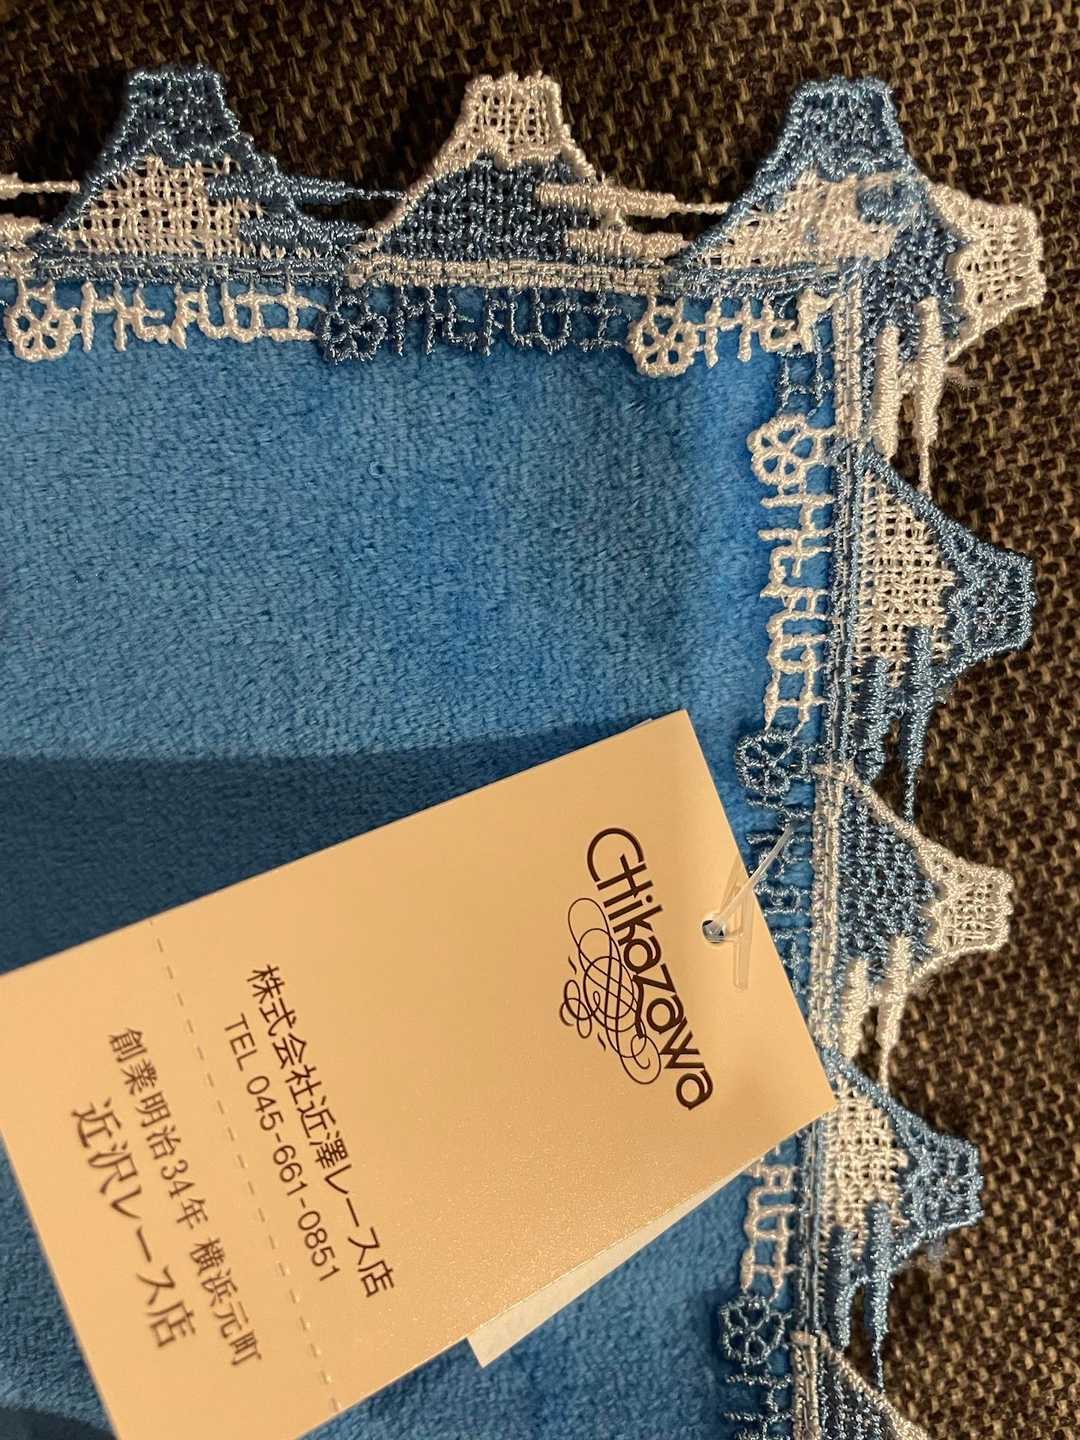 Chikazawa
株式会社近澤レース店
TEL 045-661-0851
創業明治34年 横浜元町
近沢レース店